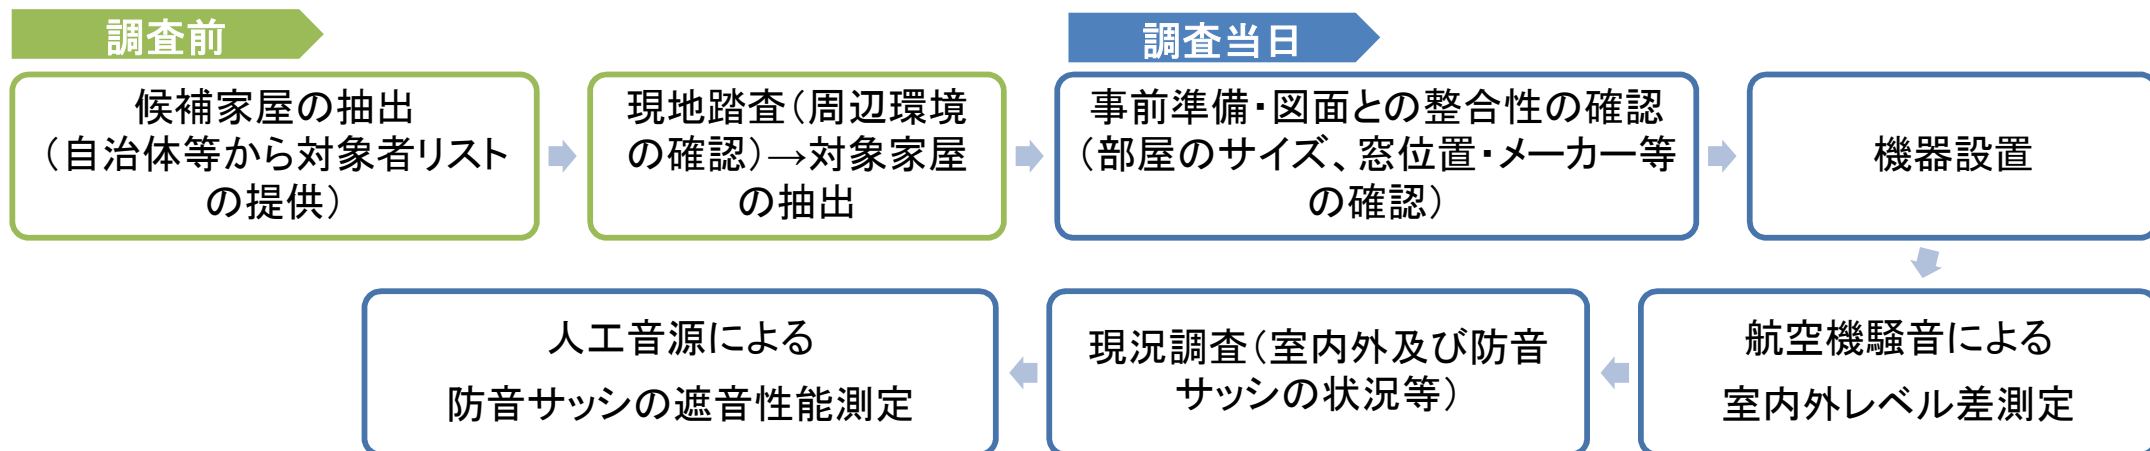 調査前
候補家屋の抽出
（自治体等から対象者リスト
の提供）
現地踏査（周辺環境
の確認）→対象家屋
の抽出
調査当日
事前準備・図面との整合性の確認
（部屋のサイズ、窓位置・メーカー等
の確認）
機器設置
航空機騒音による
室内外レベル差測定
現況調査（室内外及び防音
サッシの状況等）
人工音源による
防音サッシの遮音性能測定